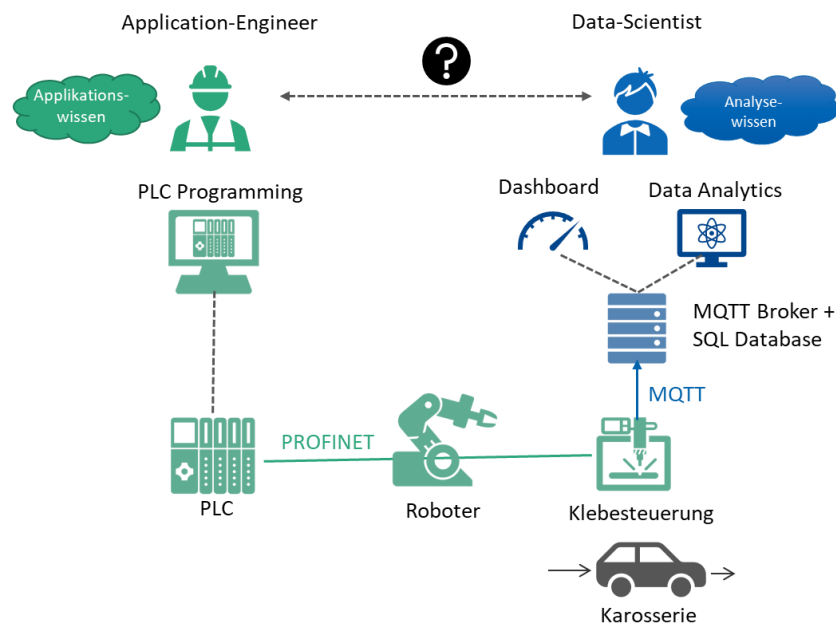 Application-Engineer
Data-Scientist
?
Applikations-
wissen
Analyse-
wissen
PLC Programming
Dashboard
Data Analytics
MQTT Broker +
SQL Database
MQTT
PROFINET
PLC
Roboter
Klebesteuerung
Karosserie